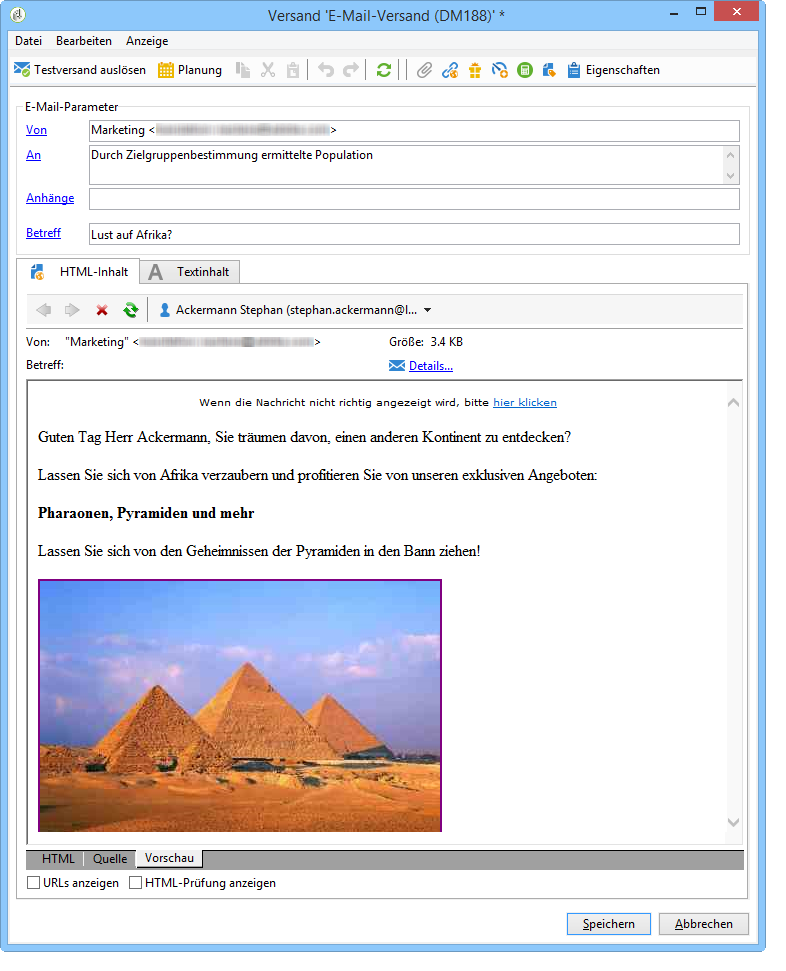 Versand 'E-Mail-Versand (DM188)' *
Datei Bearbeiten Anzeige
Testversand auslösen Planung Eigenschaften
E-Mail-Parameter
Von Marketing < >
An Durch Zielgruppenbestimmung ermittelte Population
Anhänge
Betreff Lust auf Afrika?
HTML-Inhalt A Textinhalt
Ackermann Stephan (stephan.ackermann@l...
Von: "Marketing" < > Größe: 3.4 KB
Betreff: Details...
Wenn die Nachricht nicht richtig angezeigt wird, bitte hier klicken
Guten Tag Herr Ackermann, Sie träumen davon, einen anderen Kontinent zu entdecken?
Lassen Sie sich von Afrika verzaubern und profitieren Sie von unseren exklusiven Angeboten:
Pharaonen, Pyramiden und mehr
Lassen Sie sich von den Geheimnissen der Pyramiden in den Bann ziehen!
HTML Quelle Vorschau
URLs anzeigen HTML-Prüfung anzeigen
Speichern Abbrechen